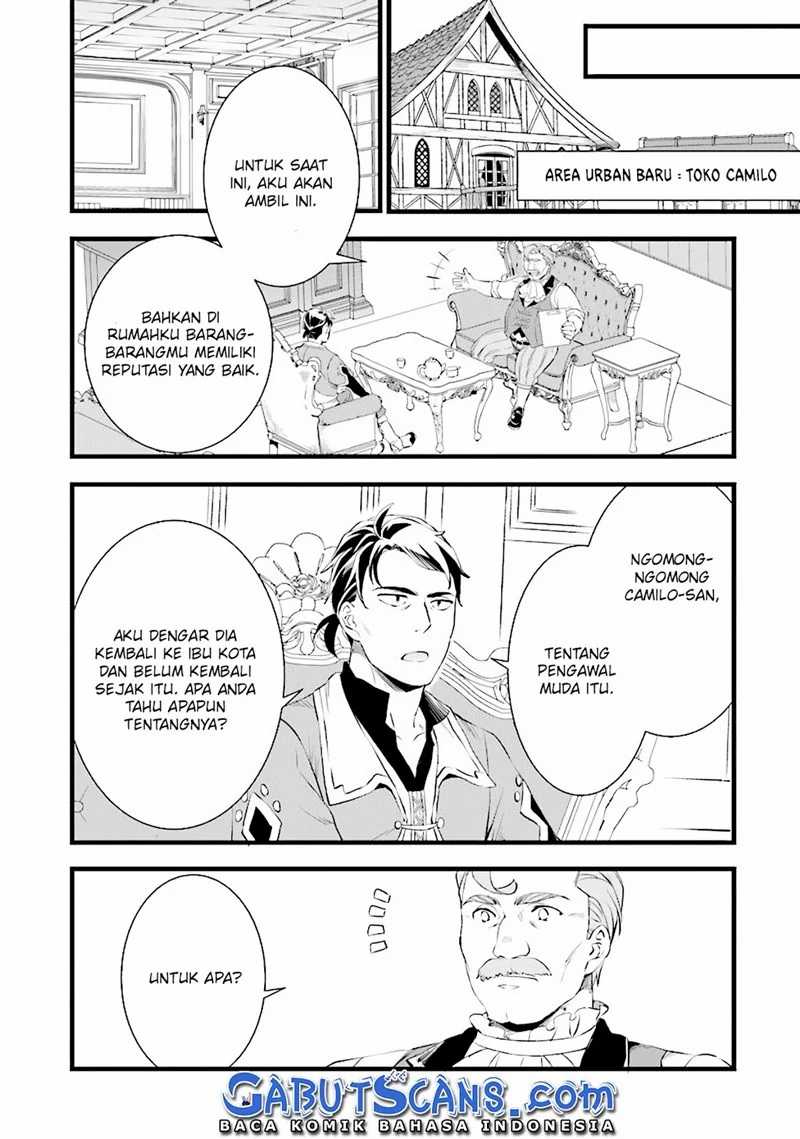 AREA URBAN BARU : TOKO CAMILO
UNTUK SAAT
INI, AKU AKAN
AMBIL INI.
BAHKAN DI
RUMAHKU BARANG-
BARANGMU MEMILIKI
REPUTASI YANG BAIK.
NGOMONG-
NGOMONG
CAMILO-SAN,
TENTANG
PENGAWAL
MUDA ITU.
AKU DENGAR DIA
KEMBALI KE IBU KOTA
DAN BELUM KEMBALI
SEJAK ITU. APA ANDA
TAHU APAPUN
TENTANGNYA?
UNTUK APA?
GABUTSCANS.COM
BACA KOMIK BAHASA INDONESIA